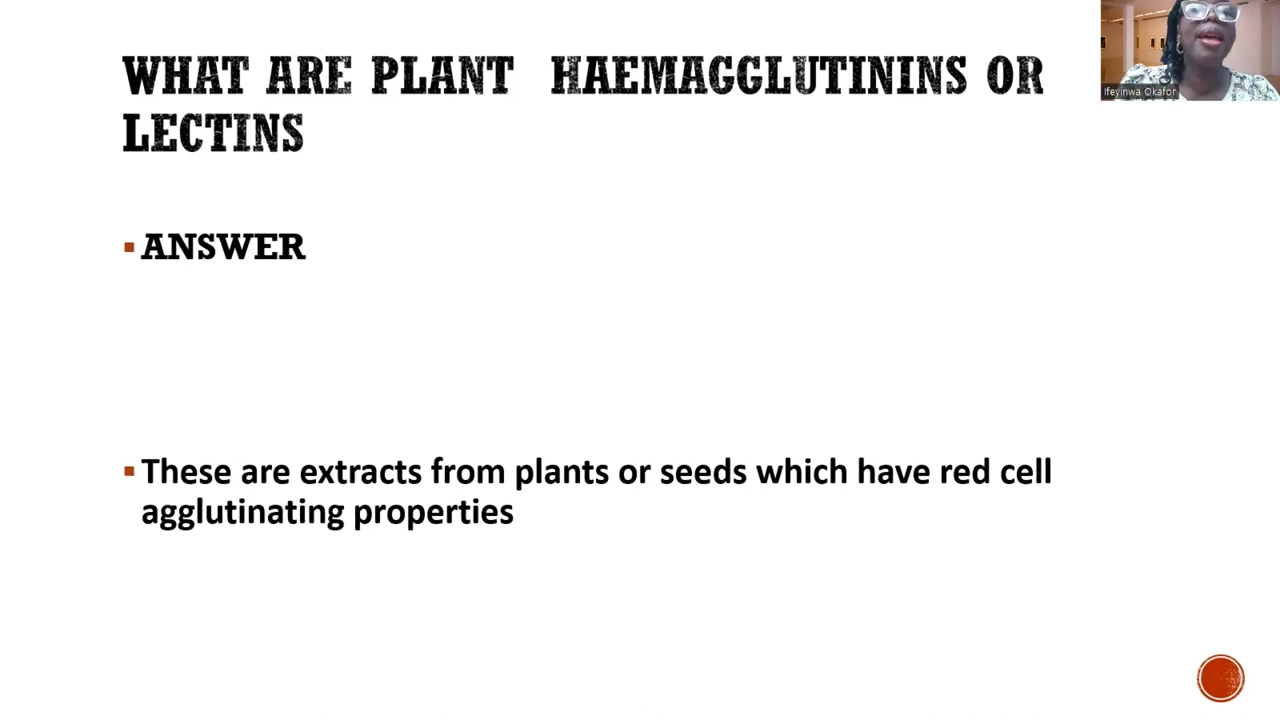 WHAT ARE PLANT HAEMAGGLUTININS OR
LECTINS
Ifeyinwa Okafor
▪ ANSWER
▪ These are extracts from plants or seeds which have red cell
agglutinating properties